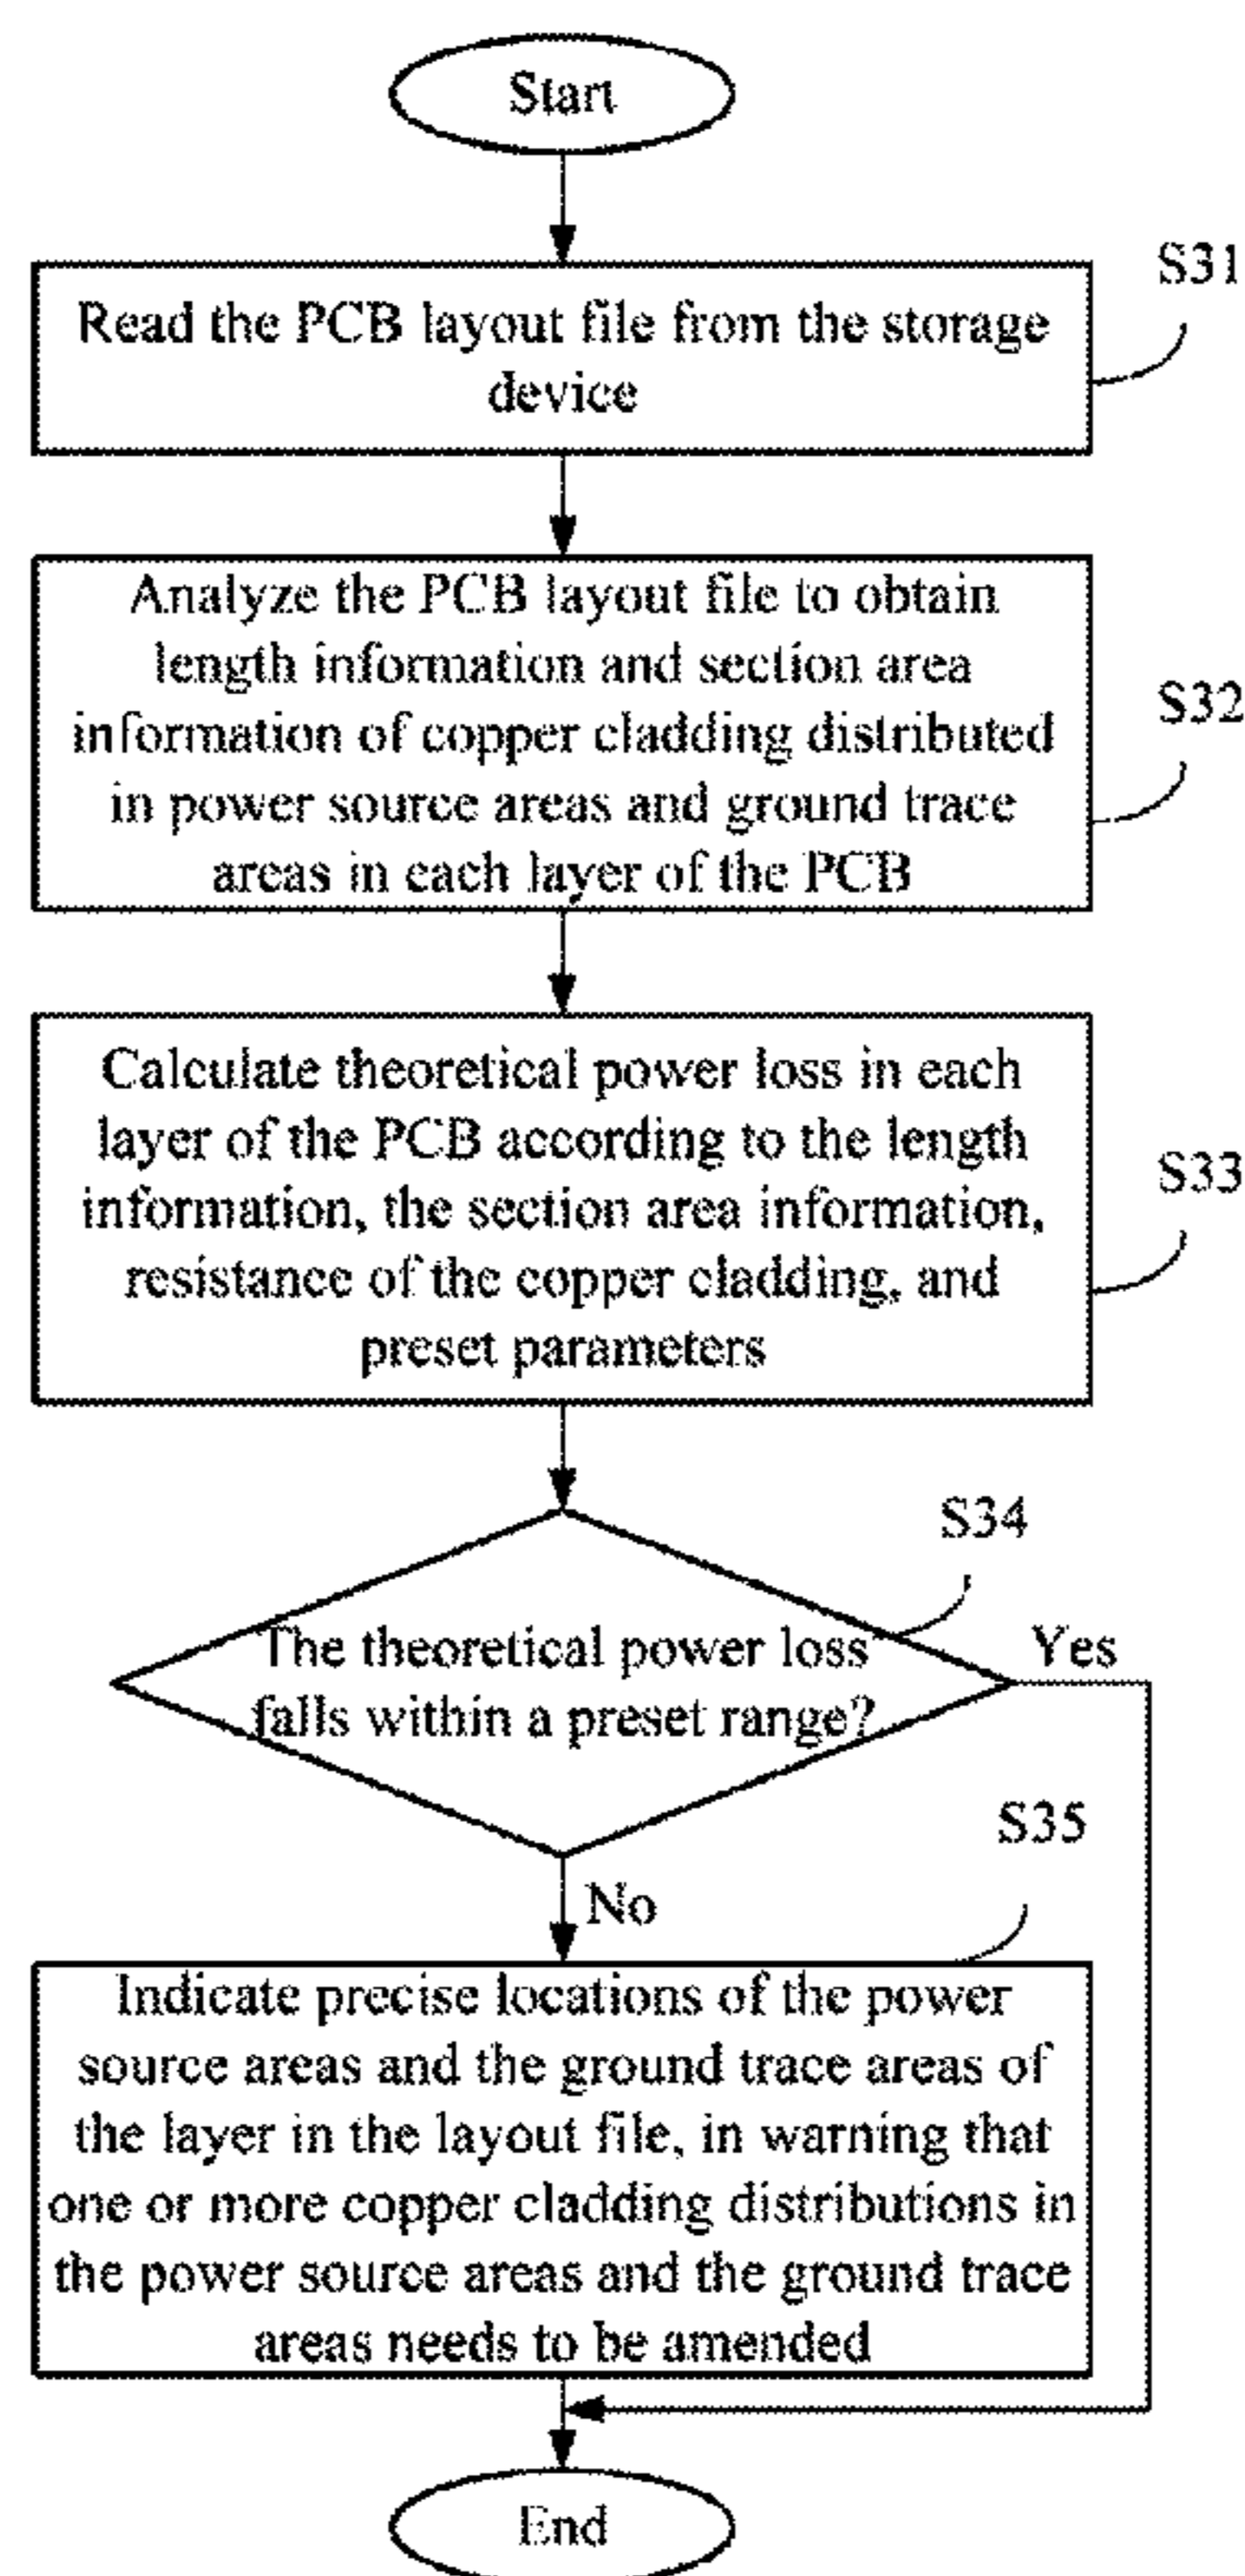 Start
S31
Read the PCB layout file from the storage
device
Analyze the PCB layout file to obtain
length information and section area
information of copper cladding distributed
in power source areas and ground trace
areas in each layer of the PCB
S32
Calculate theoretical power loss in each
layer of the PCB according to the length
information, the section area information,
resistance of the copper cladding, and
preset parameters
S33
S34
The theoretical power loss
falls within a preset range?
Yes
S35
No
Indicate precise locations of the power
source areas and the ground trace areas of
the layer in the layout file, in warning that
one or more copper cladding distributions in
the power source areas and the ground trace
areas needs to be amended
End